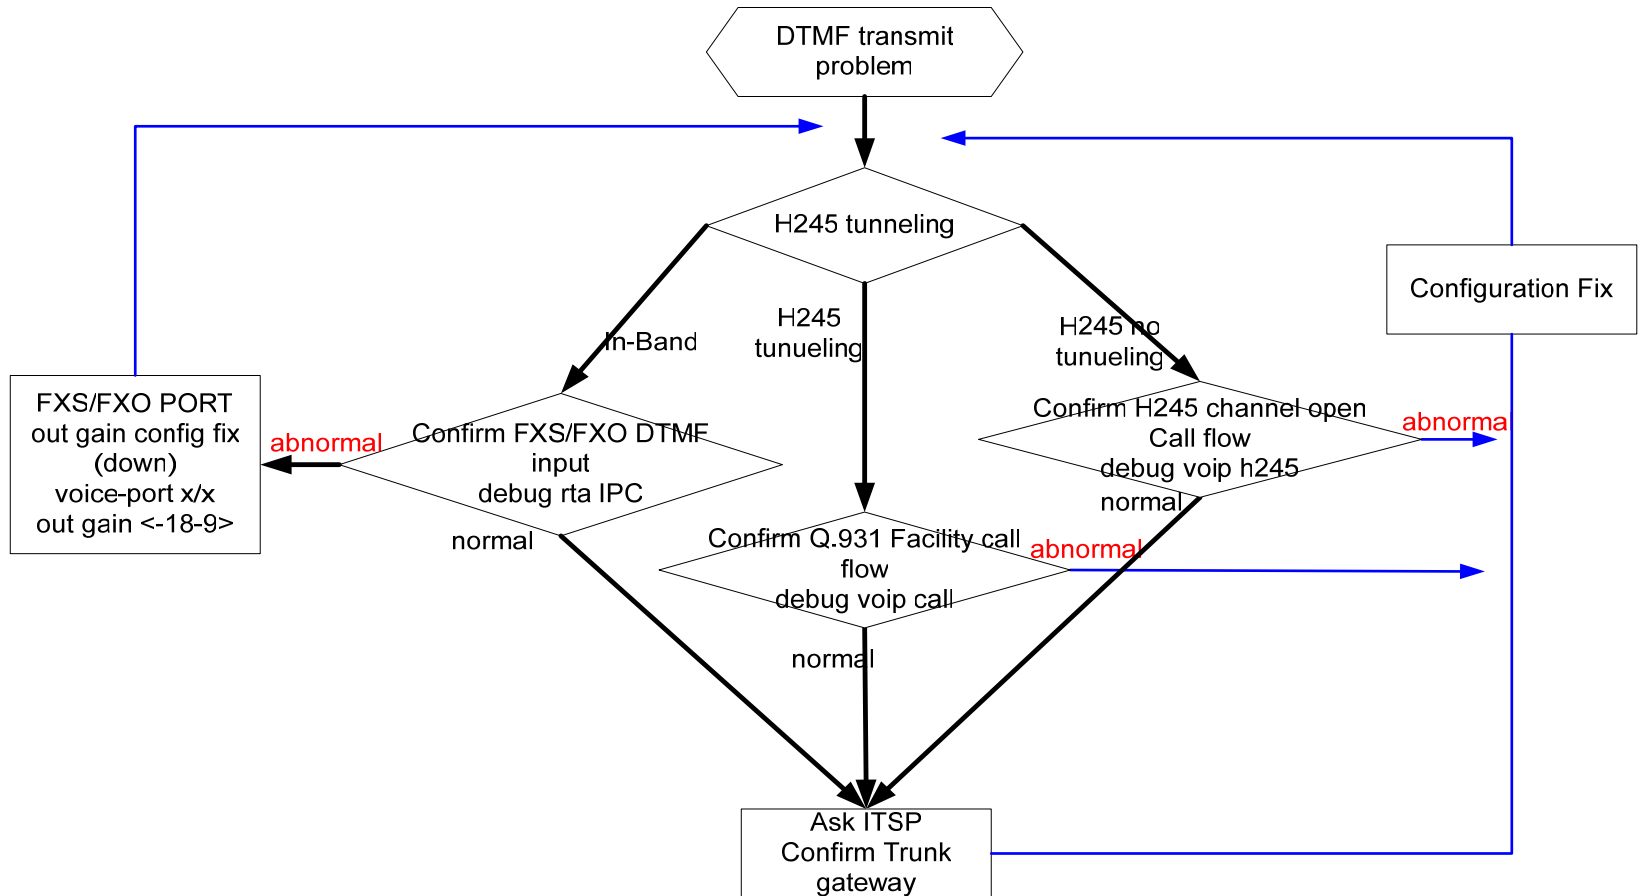 DTMF transmit
problem
H245 tunneling
In-Band
H245
tunueling
H245 no
tunueling
Configuration Fix
FXS/FXO PORT
out gain config fix
(down)
voice-port x/x
out gain <-18-9>
abnormal
Confirm FXS/FXO DTMF
input
debug rta IPC
normal
Confirm H245 channel open
Call flow
debug voip h245
abnormal
normal
Confirm Q.931 Facility call
flow
debug voip call
abnormal
normal
Ask ITSP
Confirm Trunk
gateway